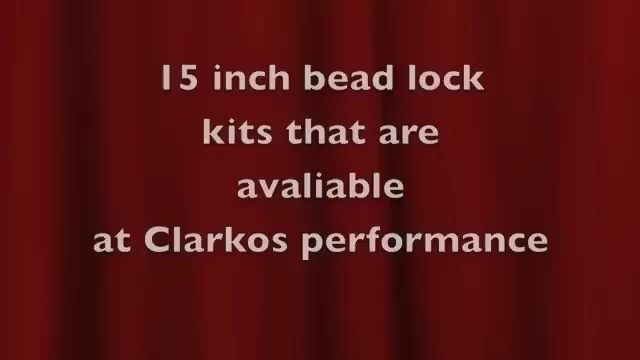 15 inch bead lock
kits that are
avaliable
at Clarkos performance